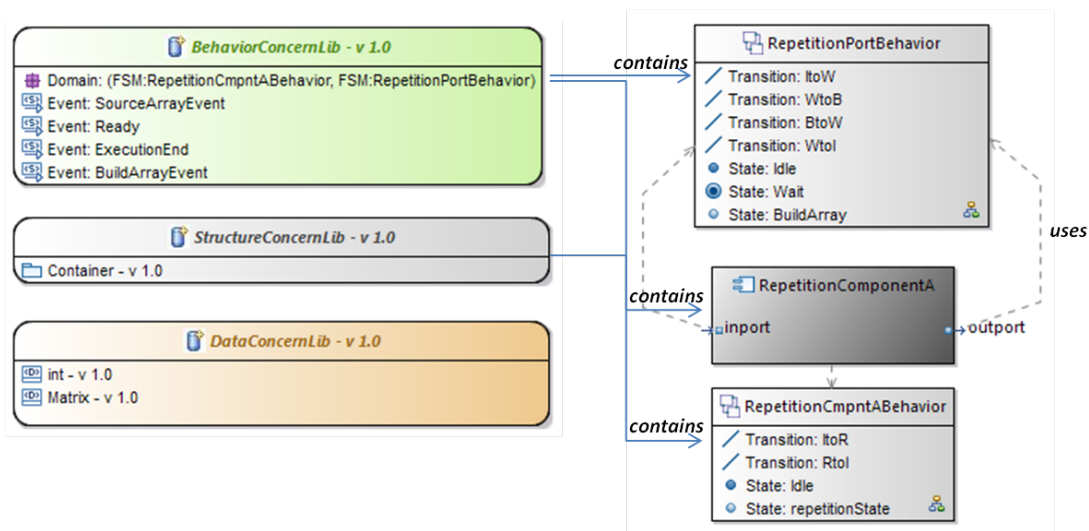 BehaviorConcernLib - v 1.0
Domain: (FSM:RepetitionCmpntABehavior, FSM:RepetitionPortBehavior)
Event: SourceArrayEvent
Event: Ready
Event: ExecutionEnd
Event: BuildArrayEvent
StructureConcernLib - v 1.0
Container - v 1.0
DataConcernLib - v 1.0
<D> int - v 1.0
<D> Matrix - v 1.0
contains
RepetitionPortBehavior
Transition: ItoW
Transition: WtoB
Transition: BtoW
Transition: WtoI
State: Idle
State: Wait
State: BuildArray
uses
contains
RepetitionComponentA
inport
outport
contains
RepetitionCmpntABehavior
Transition: ItoR
Transition: RtoI
State: Idle
State: repetitionState